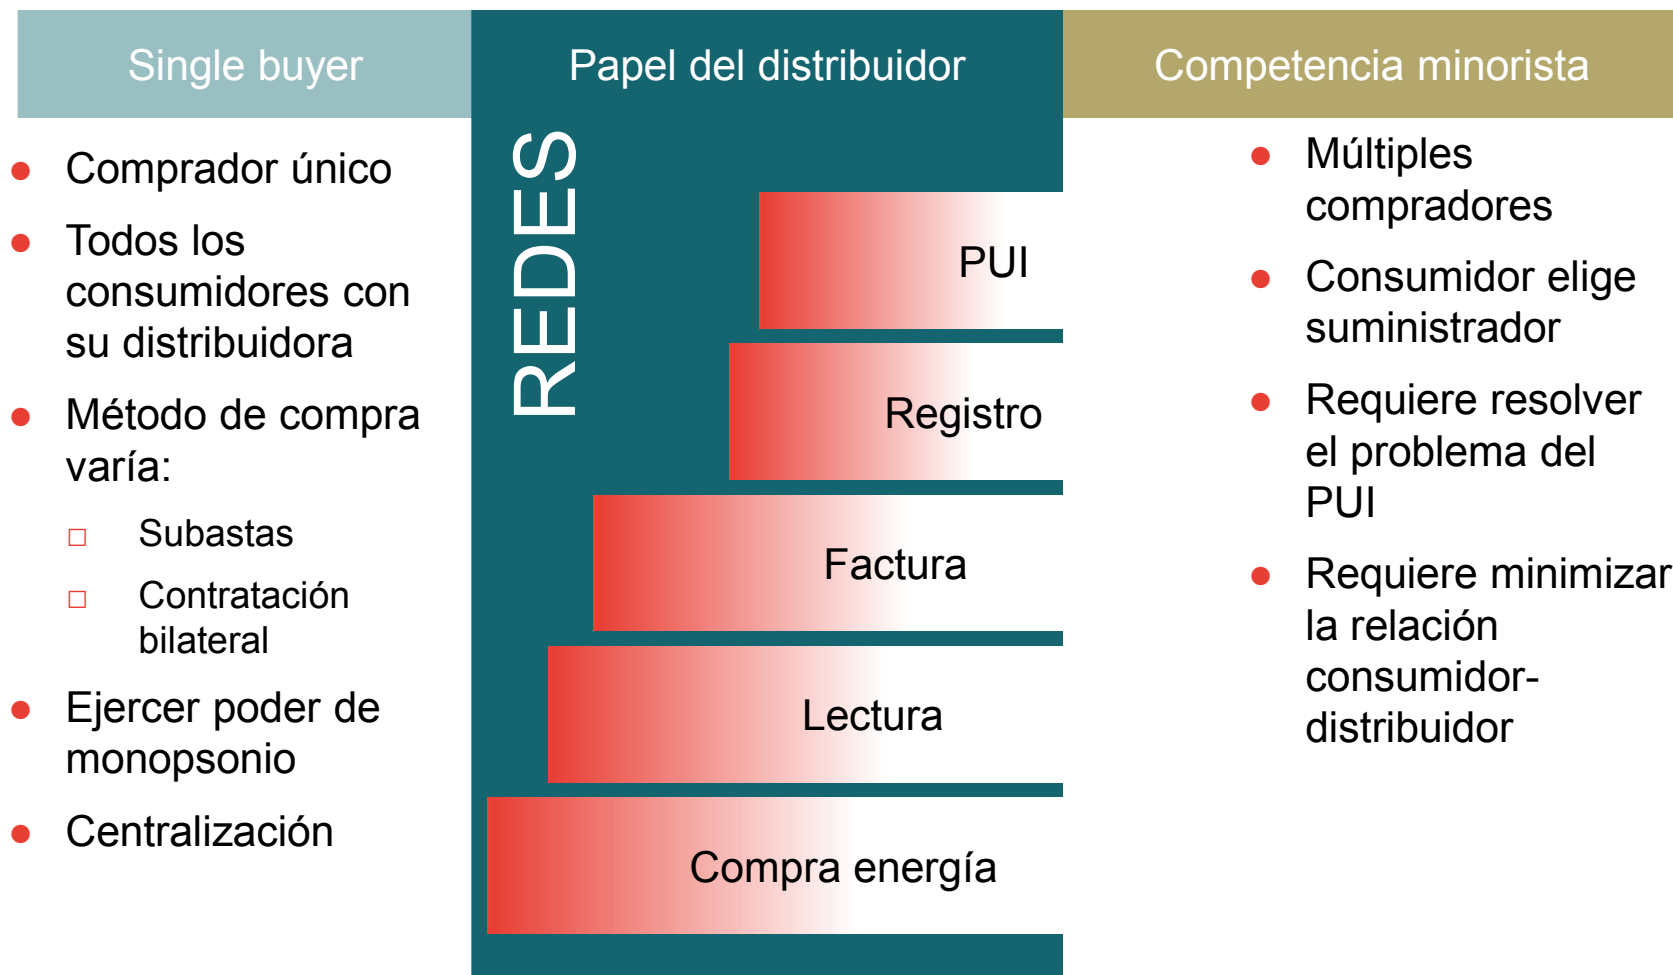 Single buyer
Comprador único
Todos los
consumidores con
su distribuidora
Método de compra
varía:
Subastas
Contratación
bilateral
Ejercer poder de
monopsonio
Centralización
Papel del distribuidor
REDES
PUI
Registro
Factura
Lectura
Compra energía
Competencia minorista
Múltiples
compradores
Consumidor elige
suministrador
Requiere resolver
el problema del
PUI
Requiere minimizar
la relación
consumidor-
distribuidor